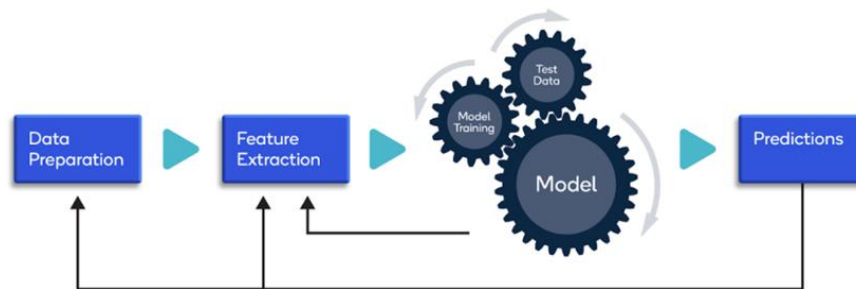 Data
Preparation
Feature
Extraction
Model
Training
Test
Data
Model
Predictions